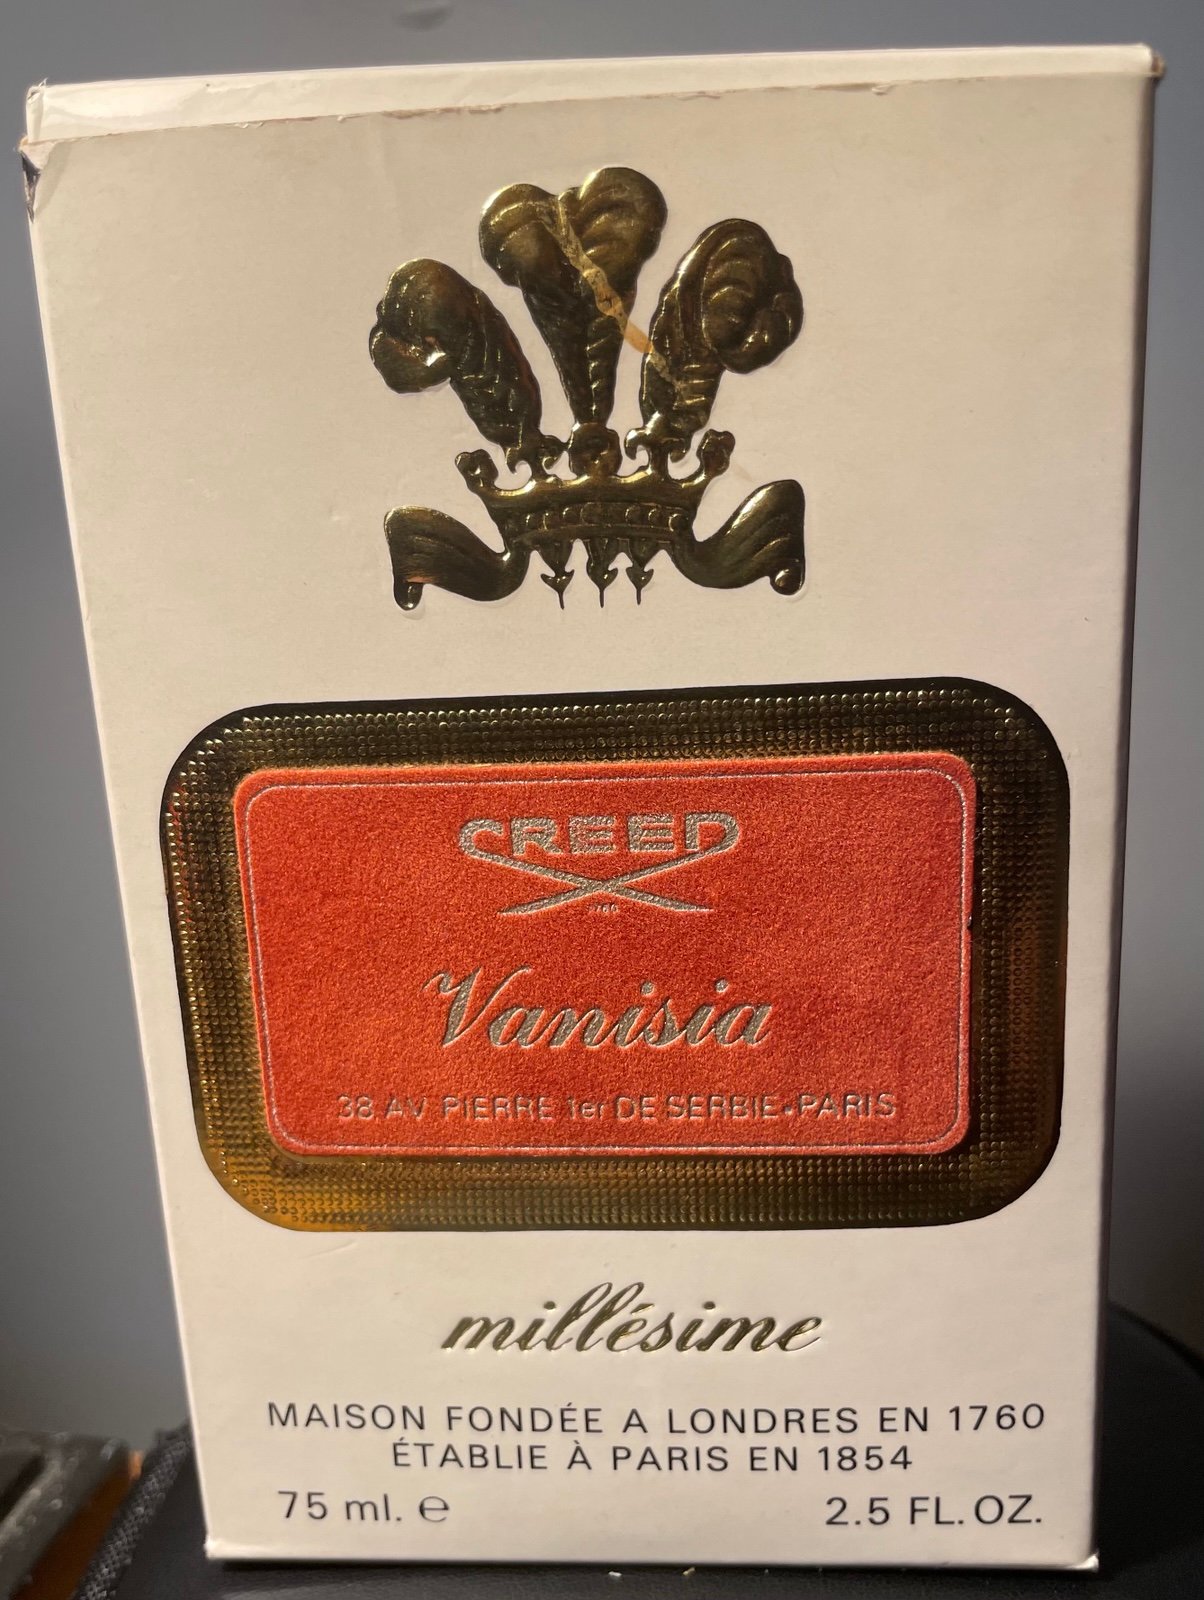 CREED
1760
Vanisia
38 AV PIERRE 1er DE SERBIE-PARIS
millésime
MAISON FONDÉE A LONDRES EN 1760
ÉTABLIE À PARIS EN 1854
75 ml. e
2.5 FL. OZ.